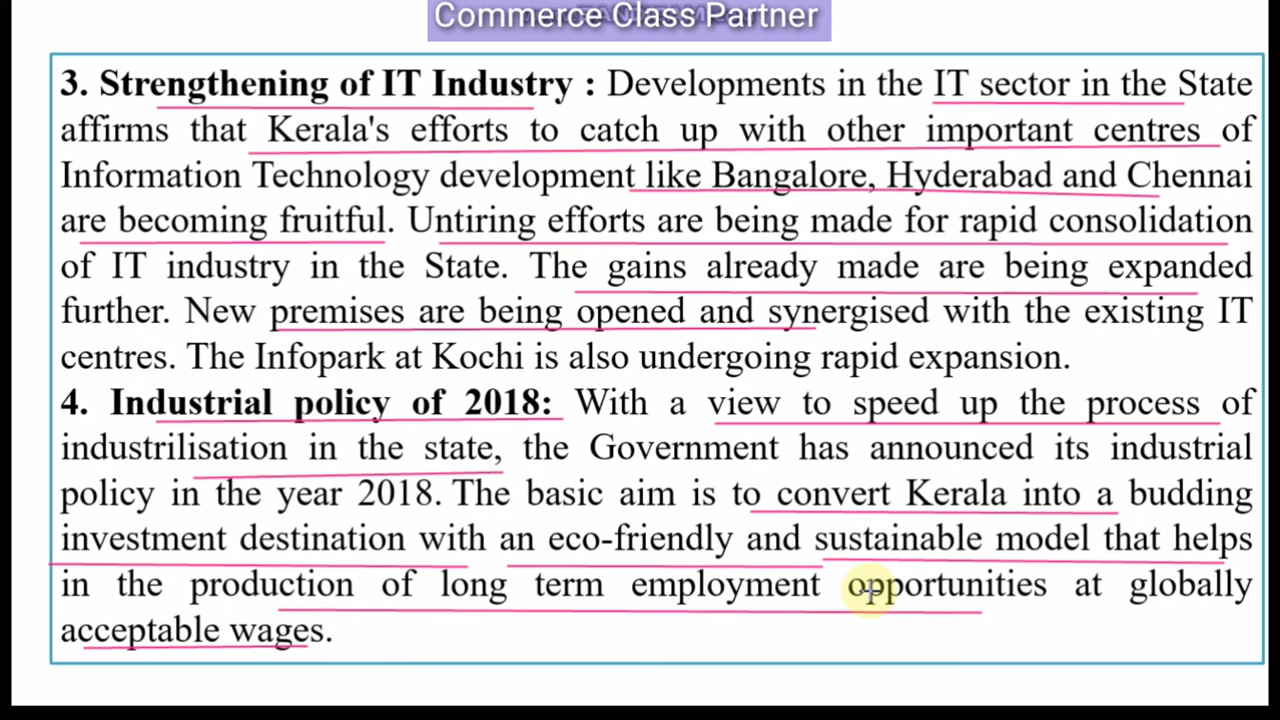 Commerce Class Partner
3. Strengthening of IT Industry : Developments in the IT sector in the State
affirms that Kerala's efforts to catch up with other important centres of
Information Technology development like Bangalore, Hyderabad and Chennai
are becoming fruitful. Untiring efforts are being made for rapid consolidation
of IT industry in the State. The gains already made are being expanded
further. New premises are being opened and synergised with the existing IT
centres. The Infopark at Kochi is also undergoing rapid expansion.
4. Industrial policy of 2018: With a view to speed up the process of
industrilisation in the state, the Government has announced its industrial
policy in the year 2018. The basic aim is to convert Kerala into a budding
investment destination with an eco-friendly and sustainable model that helps
in the production of long term employment opportunities at globally
acceptable wages.